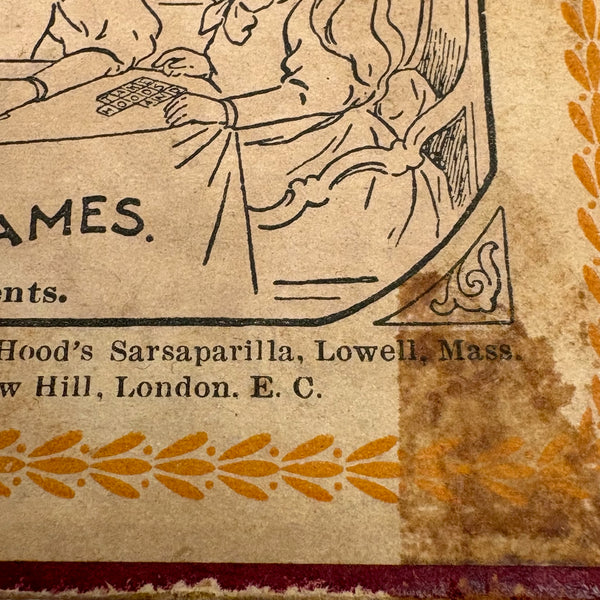 AMES.
ents.
Hood's Sarsaparilla, Lowell, Mass.
w Hill, London. E. C.